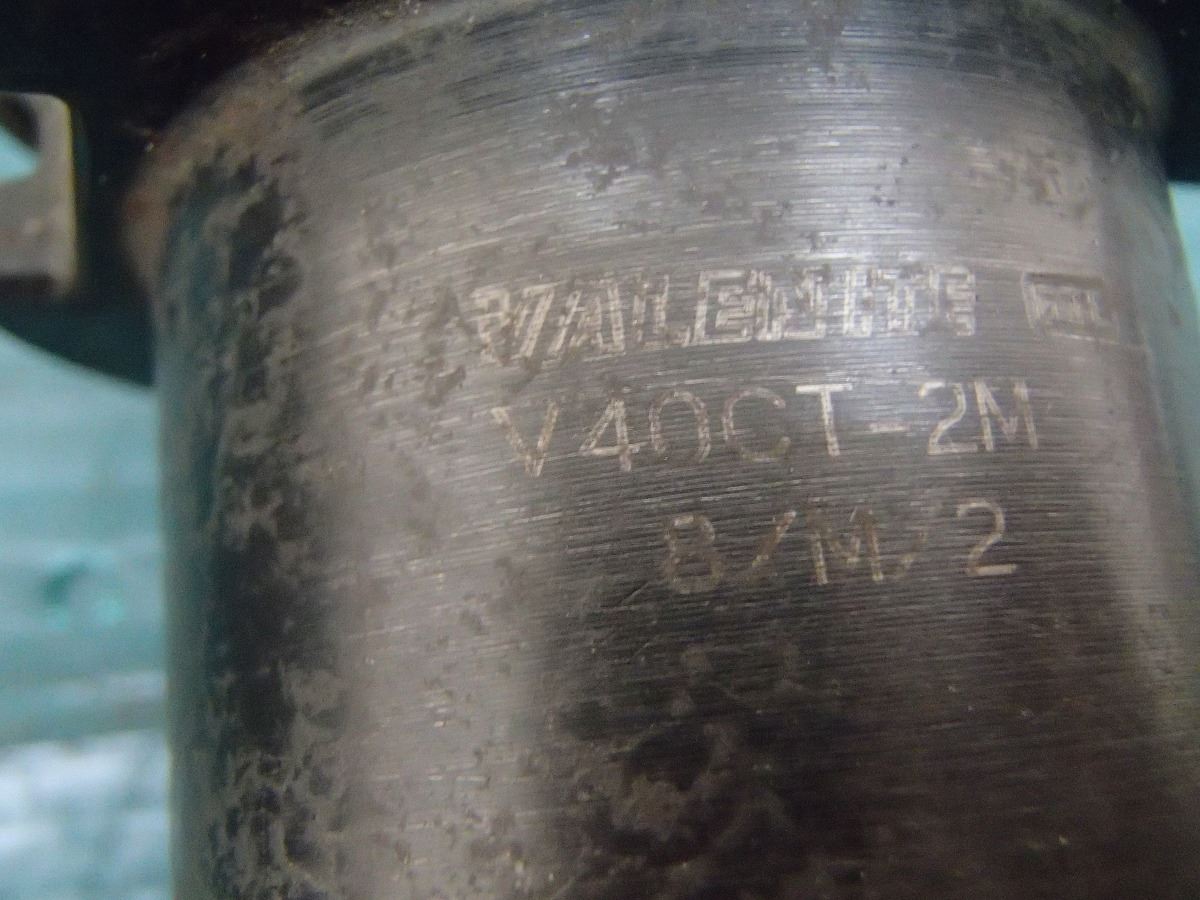 VALENITE
V40CT-2M
8/M/2